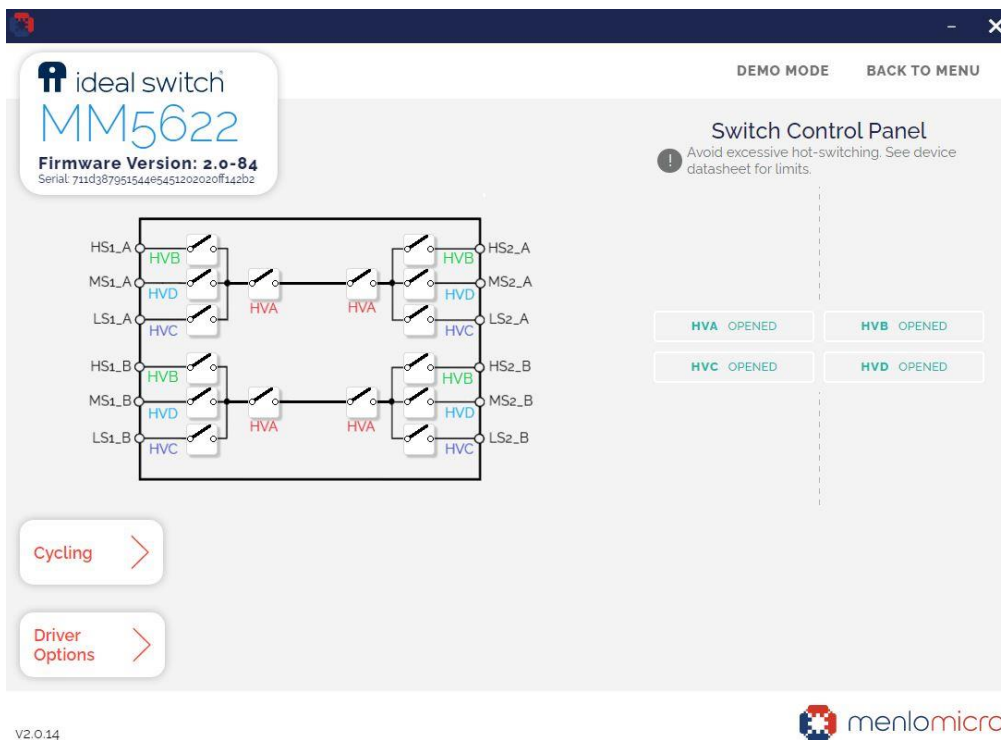 ideal switch
MM5622
Firmware Version: 2.0-84
Serial: 711d387951544e5451202020ff142b2
DEMO MODE BACK TO MENU
Switch Control Panel
! Avoid excessive hot-switching. See device
datasheet for limits.
HS1_A HVB HVB HS2_A
MS1_A HVD HVA HVA HVD MS2_A
LS1_A HVC HVC LS2_A
HS1_B HVB HVB HS2_B
MS1_B HVD HVA HVA HVD MS2_B
LS1_B HVC HVC LS2_B
HVA OPENED HVB OPENED
HVC OPENED HVD OPENED
Cycling
Driver
Options
V2.0.14
menlomicro